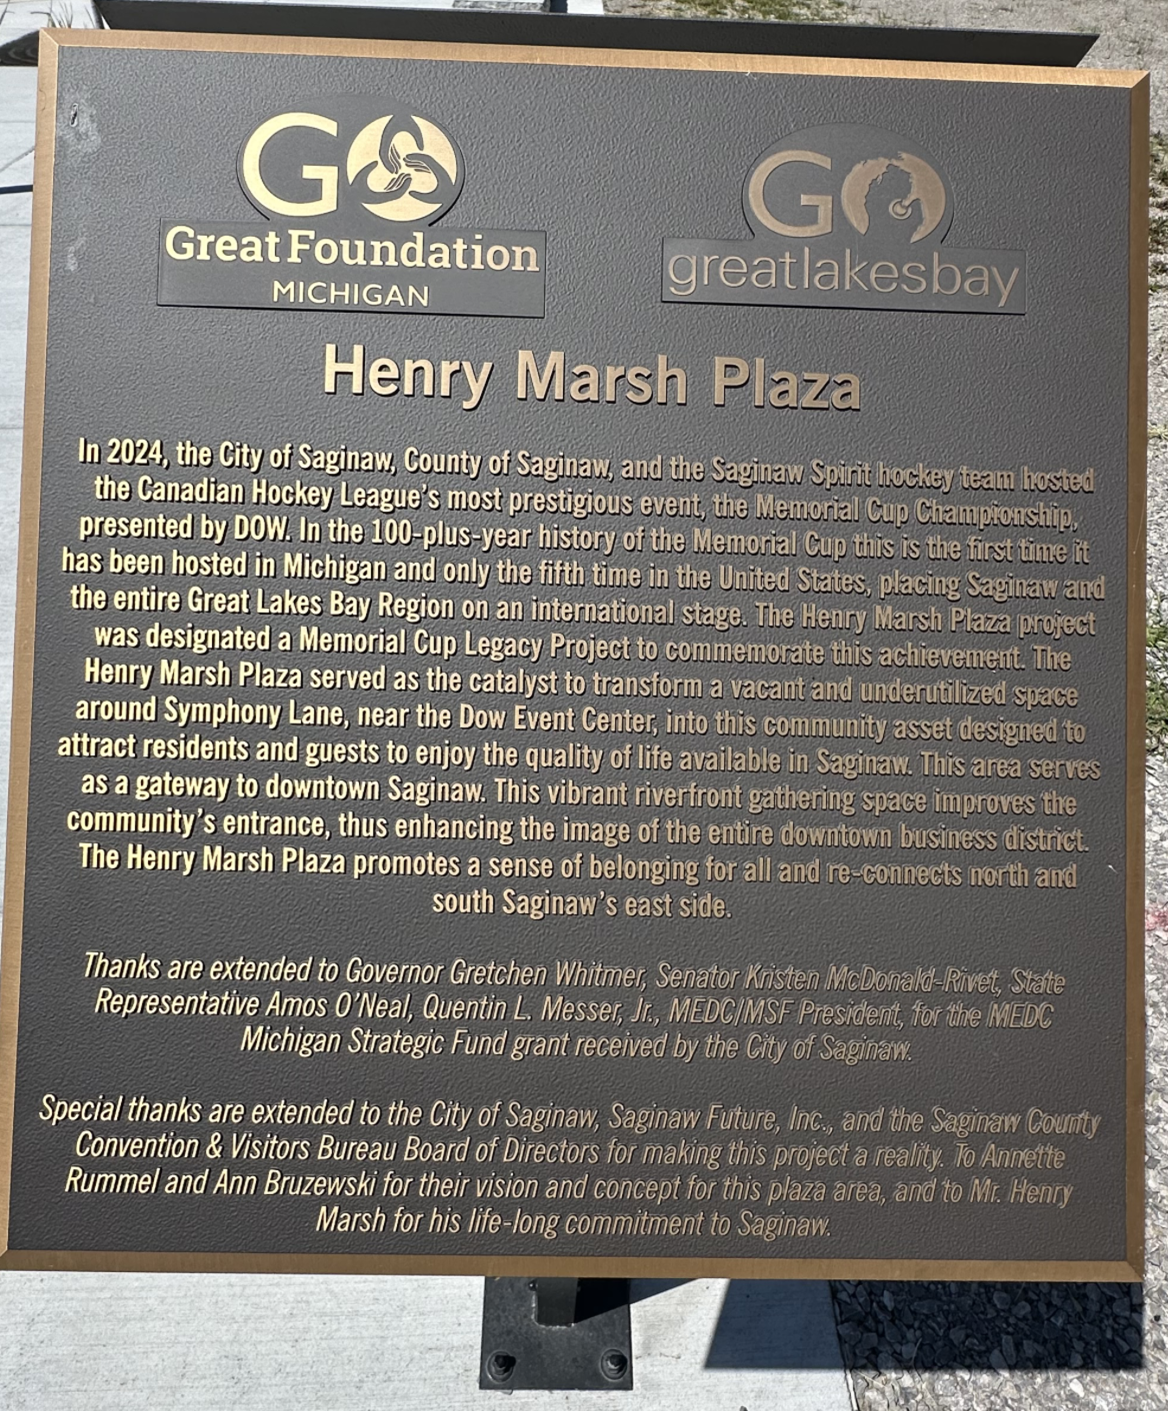 GO
Great Foundation
MICHIGAN
GO
greatlakesbay
Henry Marsh Plaza
In 2024, the City of Saginaw, County of Saginaw, and the Saginaw Spirit hockey team hosted
the Canadian Hockey League's most prestigious event, the Memorial Cup Championship,
presented by DOW. In the 100-plus-year history of the Memorial Cup this is the first time it
has been hosted in Michigan and only the fifth time in the United States, placing Saginaw and
the entire Great Lakes Bay Region on an international stage. The Henry Marsh Plaza project
was designated a Memorial Cup Legacy Project to commemorate this achievement. The
Henry Marsh Plaza served as the catalyst to transform a vacant and underutilized space
around Symphony Lane, near the Dow Event Center, into this community asset designed to
attract residents and guests to enjoy the quality of life available in Saginaw. This area serves
as a gateway to downtown Saginaw. This vibrant riverfront gathering space improves the
community's entrance, thus enhancing the image of the entire downtown business district.
The Henry Marsh Plaza promotes a sense of belonging for all and re-connects north and
south Saginaw's east side.
Thanks are extended to Governor Gretchen Whitmer, Senator Kristen McDonald-Rivet, State
Representative Amos O'Neal, Quentin L. Messer, Jr., MEDC/MSF President, for the MEDC
Michigan Strategic Fund grant received by the City of Saginaw.
Special thanks are extended to the City of Saginaw, Saginaw Future, Inc., and the Saginaw County
Convention & Visitors Bureau Board of Directors for making this project a reality. To Annette
Rummel and Ann Bruzewski for their vision and concept for this plaza area, and to Mr. Henry
Marsh for his life-long commitment to Saginaw.